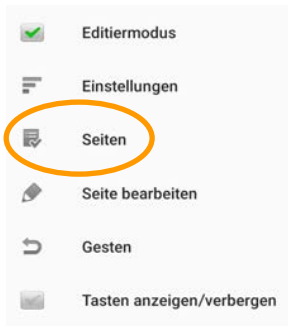 Editiermodus
Einstellungen
Seiten
Seite bearbeiten
Gesten
Tasten anzeigen/verbergen